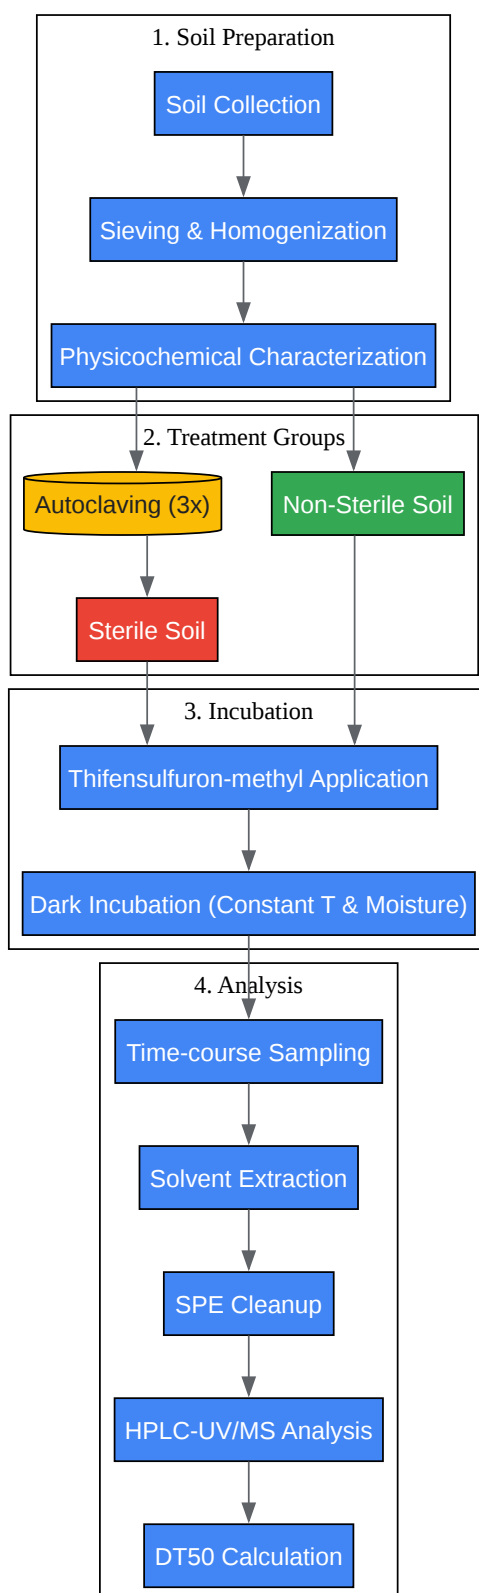 1. Soil Preparation
Soil Collection
Sieving & Homogenization
Physicochemical Characterization
2. Treatment Groups
Autoclaving (3x)
Non-Sterile Soil
Sterile Soil
3. Incubation
Thifensulfuron-methyl Application
Dark Incubation (Constant T & Moisture)
4. Analysis
Time-course Sampling
Solvent Extraction
SPE Cleanup
HPLC-UV/MS Analysis
DT50 Calculation